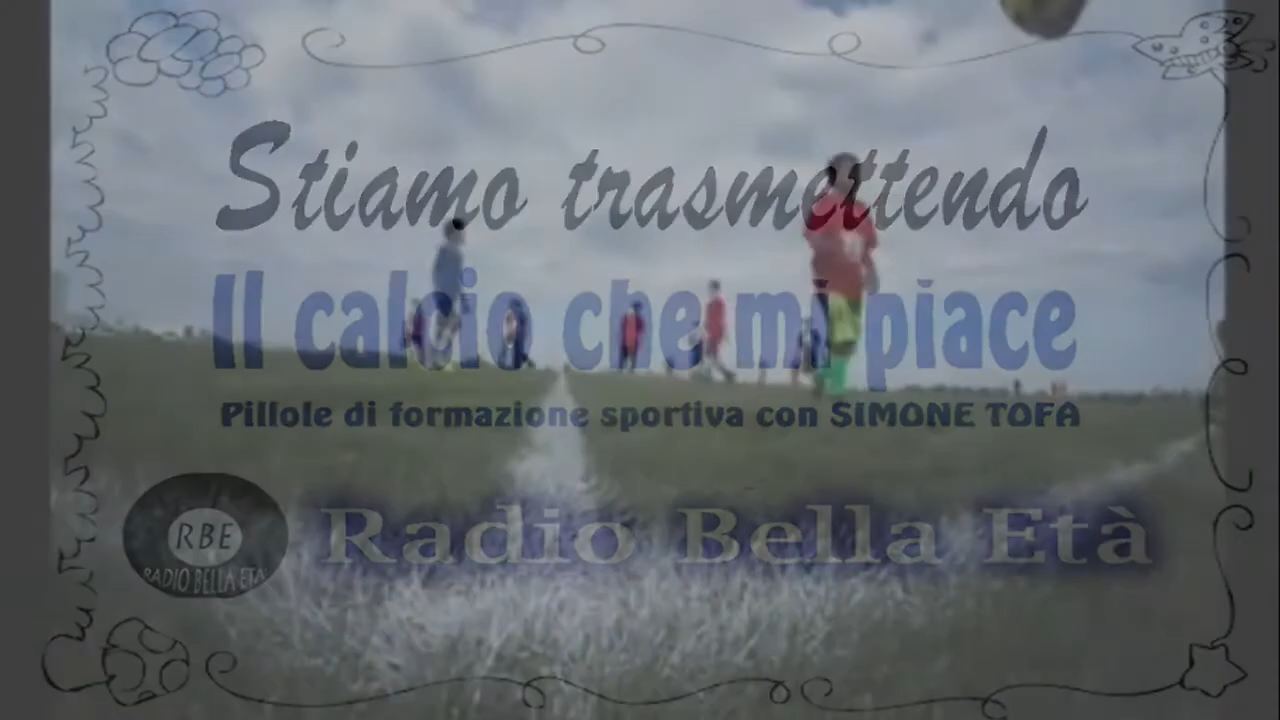 Stiamo trasmettendo
Il calcio che mi piace
Pillole di formazione sportiva con SIMONE TOFA
RBE
RADIO BELLA ETA'
Radio Bella Età